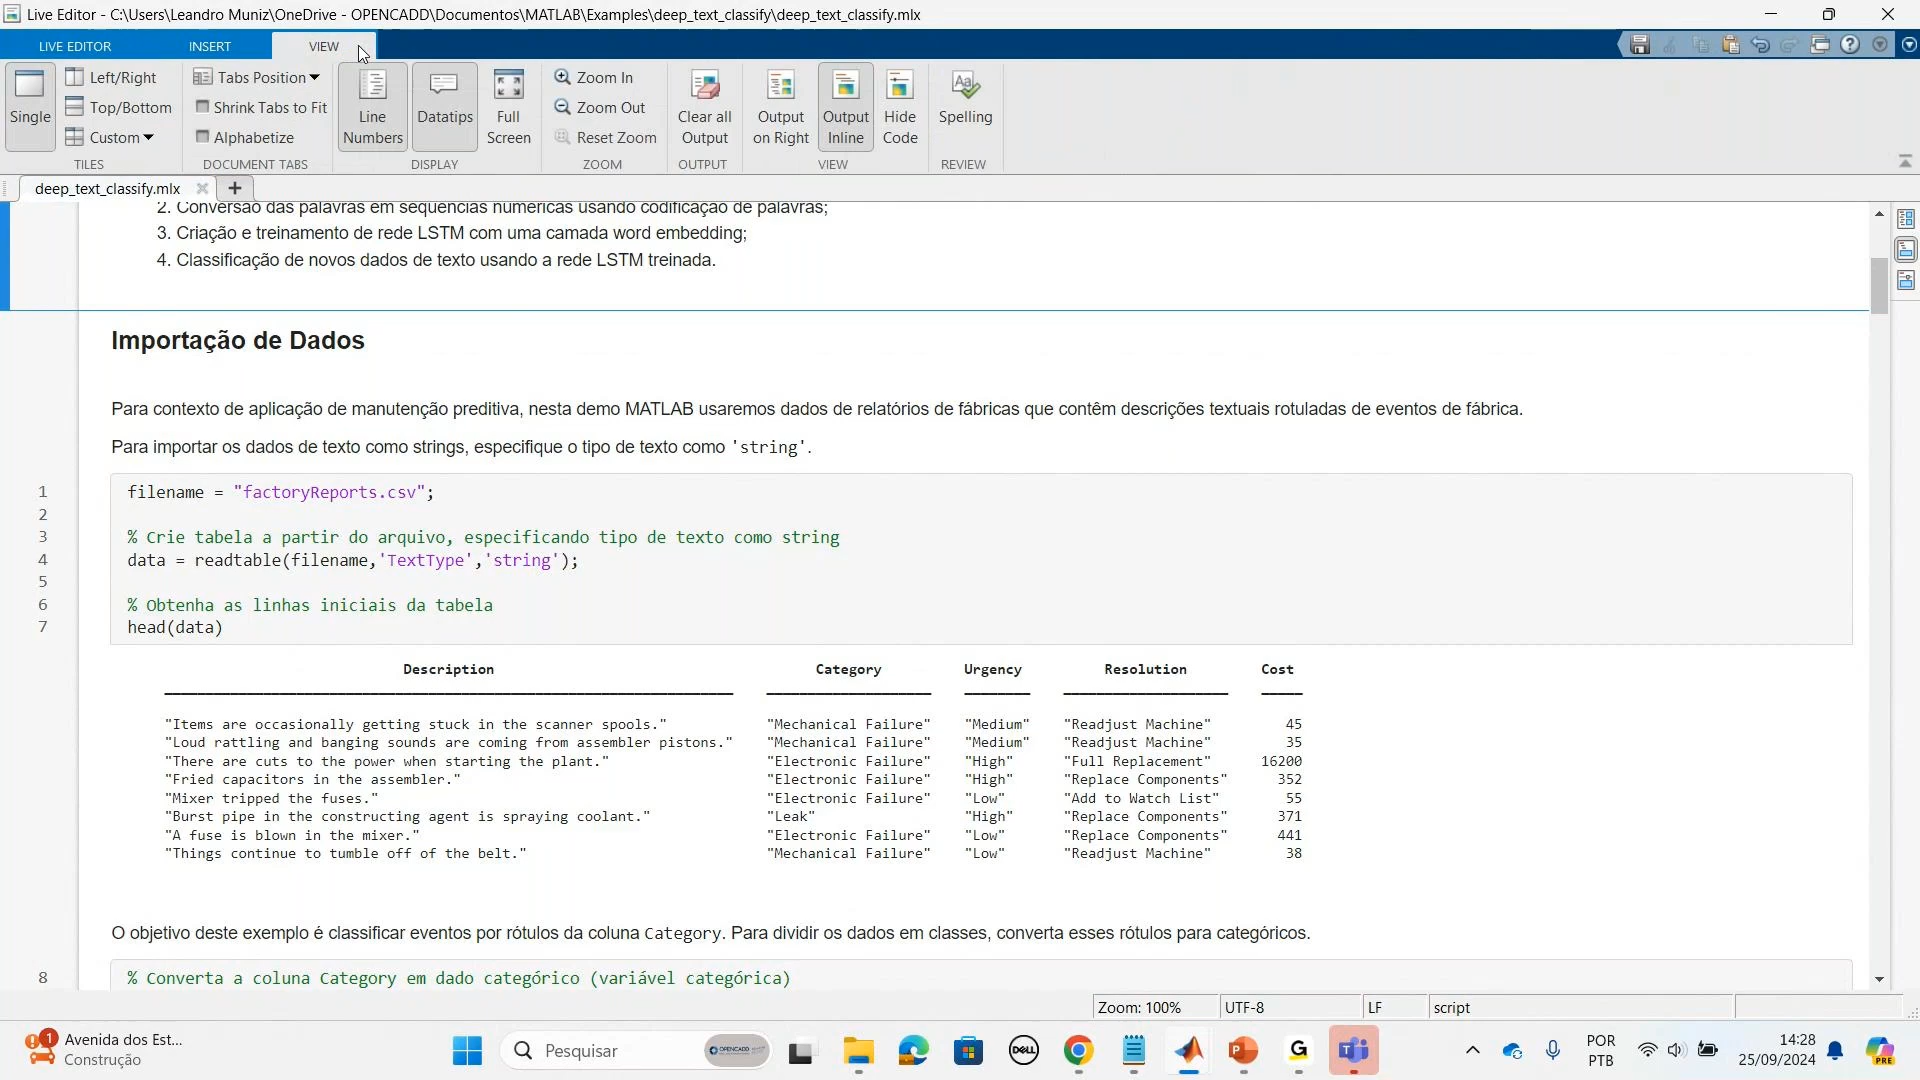 Live Editor - C:\Users\Leandro Muniz\OneDrive - OPENCADD\Documentos\MATLAB\Examples\deep_text_classify\deep_text_classify.mlx
LIVE EDITOR INSERT VIEW
Single
Left/Right
Top/Bottom
Custom
TILES
Tabs Position
Shrink Tabs to Fit
Alphabetize
DOCUMENT TABS
Line Numbers
Datatips
Full Screen
DISPLAY
Zoom In
Zoom Out
Reset Zoom
ZOOM
Clear all Output
OUTPUT
Output on Right
Output Inline
Hide Code
VIEW
Spelling
REVIEW
deep_text_classify.mlx
2. Conversão das palavras em sequências numéricas usando codificação de palavras;
3. Criação e treinamento de rede LSTM com uma camada word embedding;
4. Classificação de novos dados de texto usando a rede LSTM treinada.
Importação de Dados
Para contexto de aplicação de manutenção preditiva, nesta demo MATLAB usaremos dados de relatórios de fábricas que contêm descrições textuais rotuladas de eventos de fábrica.
Para importar os dados de texto como strings, especifique o tipo de texto como 'string'.
1 filename = "factoryReports.csv";
2
3 % Crie tabela a partir do arquivo, especificando tipo de texto como string
4 data = readtable(filename,'TextType','string');
5
6 % Obtenha as linhas iniciais da tabela
7 head(data)
Description Category Urgency Resolution Cost
"Items are occasionally getting stuck in the scanner spools." "Mechanical Failure" "Medium" "Readjust Machine" 45
"Loud rattling and banging sounds are coming from assembler pistons." "Mechanical Failure" "Medium" "Readjust Machine" 35
"There are cuts to the power when starting the plant." "Electronic Failure" "High" "Full Replacement" 16200
"Fried capacitors in the assembler." "Electronic Failure" "High" "Replace Components" 352
"Mixer tripped the fuses." "Electronic Failure" "Low" "Add to Watch List" 55
"Burst pipe in the constructing agent is spraying coolant." "Leak" "High" "Replace Components" 371
"A fuse is blown in the mixer." "Electronic Failure" "Low" "Replace Components" 441
"Things continue to tumble off of the belt." "Mechanical Failure" "Low" "Readjust Machine" 38
O objetivo deste exemplo é classificar eventos por rótulos da coluna Category. Para dividir os dados em classes, converta esses rótulos para categóricos.
8 % Converta a coluna Category em dado categórico (variável categórica)
Zoom: 100% UTF-8 LF script
1
Avenida dos Est...
Construção
Pesquisar
OPENCADD
DELL
G
POR
PTB
14:28
25/09/2024
PRE